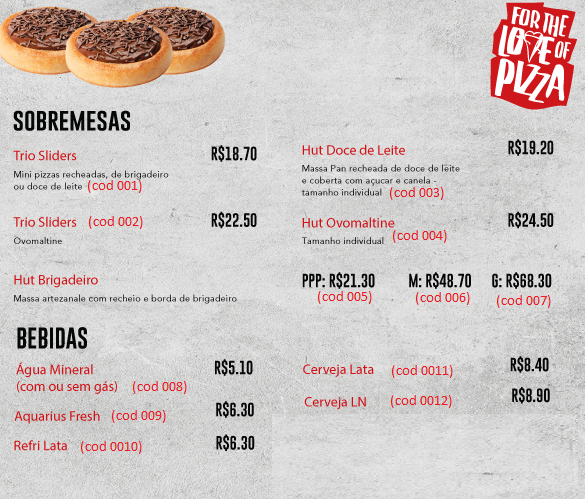 FOR THE
LOVE OF
PIZZA
SOBREMESAS
Trio Sliders R$18.70
Mini pizzas recheadas, de brigadeiro
ou doce de leite (cod 001)
Trio Sliders (cod 002) R$22.50
Ovomaltine
Hut Doce de Leite R$19.20
Massa Pan recheada de doce de leite
e coberta com açucar e canela -
tamanho individual (cod 003)
Hut Ovomaltine R$24.50
Tamanho individual (cod 004)
Hut Brigadeiro
Massa artezanale com recheio e borda de brigadeiro
PPP: R$21.30 M: R$48.70 G: R$68.30
(cod 005) (cod 006) (cod 007)
BEBIDAS
Água Mineral R$5.10
(com ou sem gás) (cod 008)
Aquarius Fresh (cod 009) R$6.30
Refri Lata (cod 0010) R$6.30
Cerveja Lata (cod 0011) R$8.40
Cerveja LN (cod 0012) R$8.90